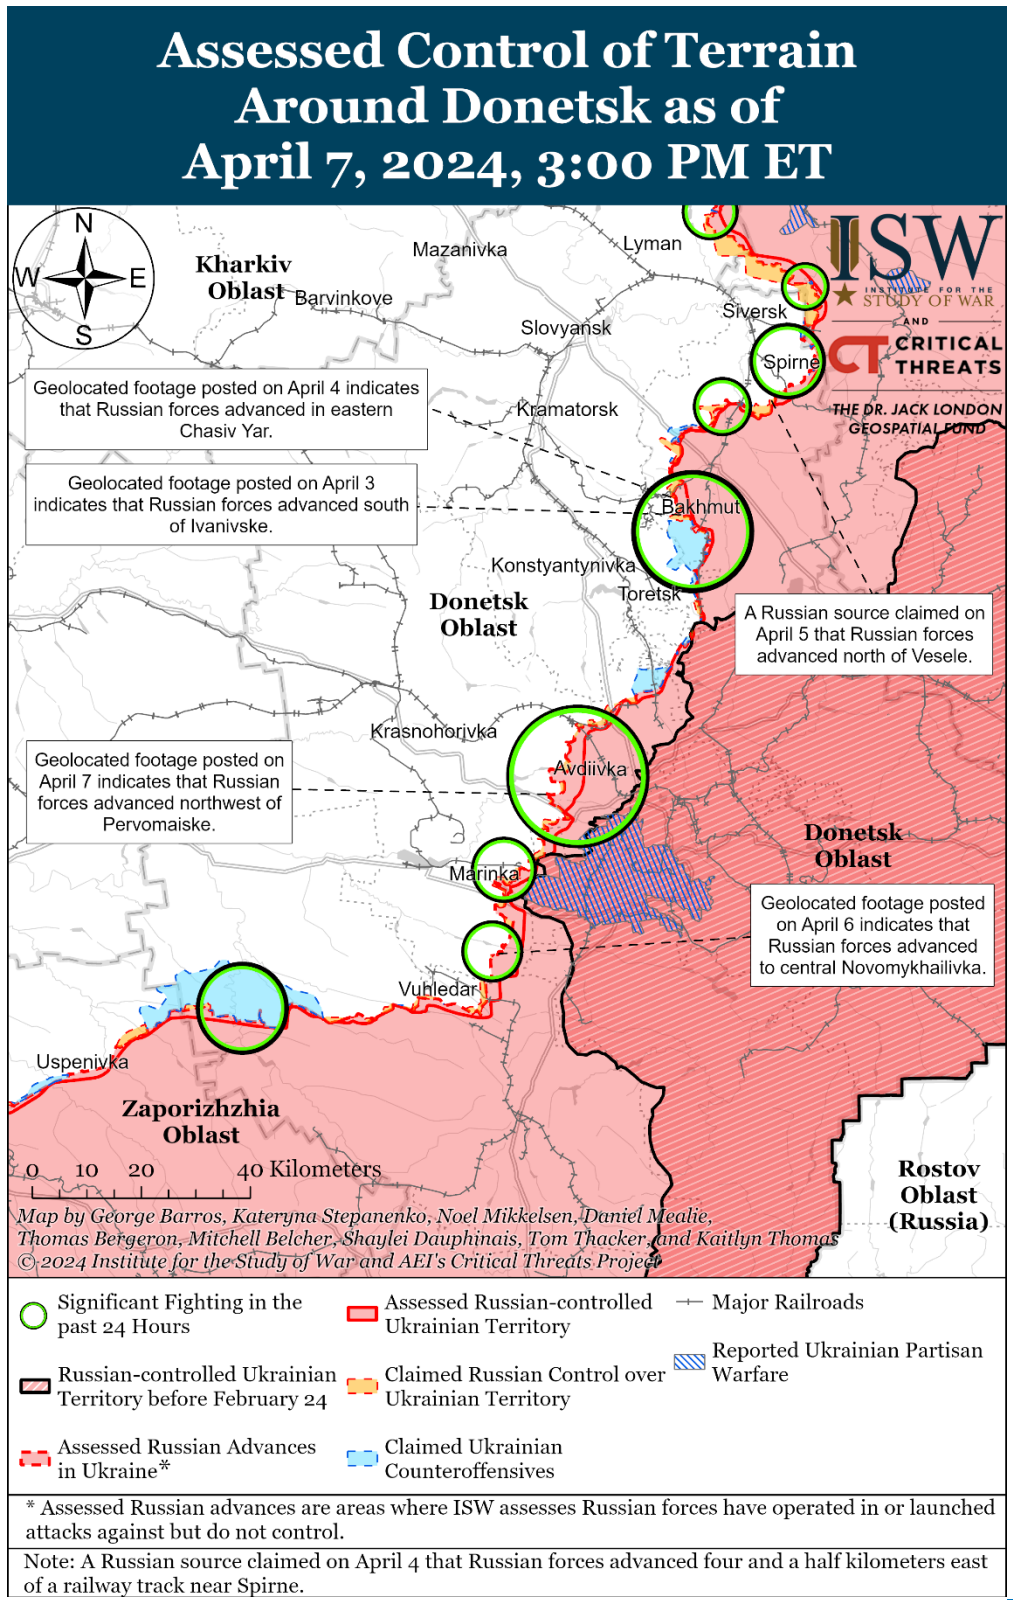 Assessed Control of Terrain
Around Donetsk as of
April 7, 2024, 3:00 PM ET
N
W
E
S
Kharkiv
Oblast
Mazanivka
Lyman
Barvinkove
Slovyansk
Siversk
Spirne
Kramatorsk
ISW
INSTITUTE FOR THE
STUDY OF WAR
AND
CT CRITICAL
THREATS
THE DR. JACK LONDON
GEOSPATIAL FUND
Geolocated footage posted on April 4 indicates
that Russian forces advanced in eastern
Chasiv Yar.
Geolocated footage posted on April 3
indicates that Russian forces advanced south
of Ivanivske.
Bakhmut
Konstyantynivka
Toretsk
Donetsk
Oblast
A Russian source claimed on
April 5 that Russian forces
advanced north of Vesele.
Krasnohorivka
Avdiivka
Geolocated footage posted on
April 7 indicates that Russian
forces advanced northwest of
Pervomaiske.
Donetsk
Oblast
Marinka
Geolocated footage posted
on April 6 indicates that
Russian forces advanced
to central Novomykhailivka.
Vuhledar
Uspenivka
Zaporizhzhia
Oblast
Rostov
Oblast
(Russia)
0 10 20 40 Kilometers
Map by George Barros, Kateryna Stepanenko, Noel Mikkelsen, Daniel Mealie,
Thomas Bergeron, Mitchell Belcher, Shaylei Dauphinais, Tom Thacker, and Kaitlyn Thomas
© 2024 Institute for the Study of War and AEI's Critical Threats Project
Significant Fighting in the
past 24 Hours
Russian-controlled Ukrainian
Territory before February 24
Assessed Russian Advances
in Ukraine*
Assessed Russian-controlled
Ukrainian Territory
Claimed Russian Control over
Ukrainian Territory
Claimed Ukrainian
Counteroffensives
Major Railroads
Reported Ukrainian Partisan
Warfare
* Assessed Russian advances are areas where ISW assesses Russian forces have operated in or launched
attacks against but do not control.
Note: A Russian source claimed on April 4 that Russian forces advanced four and a half kilometers east
of a railway track near Spirne.